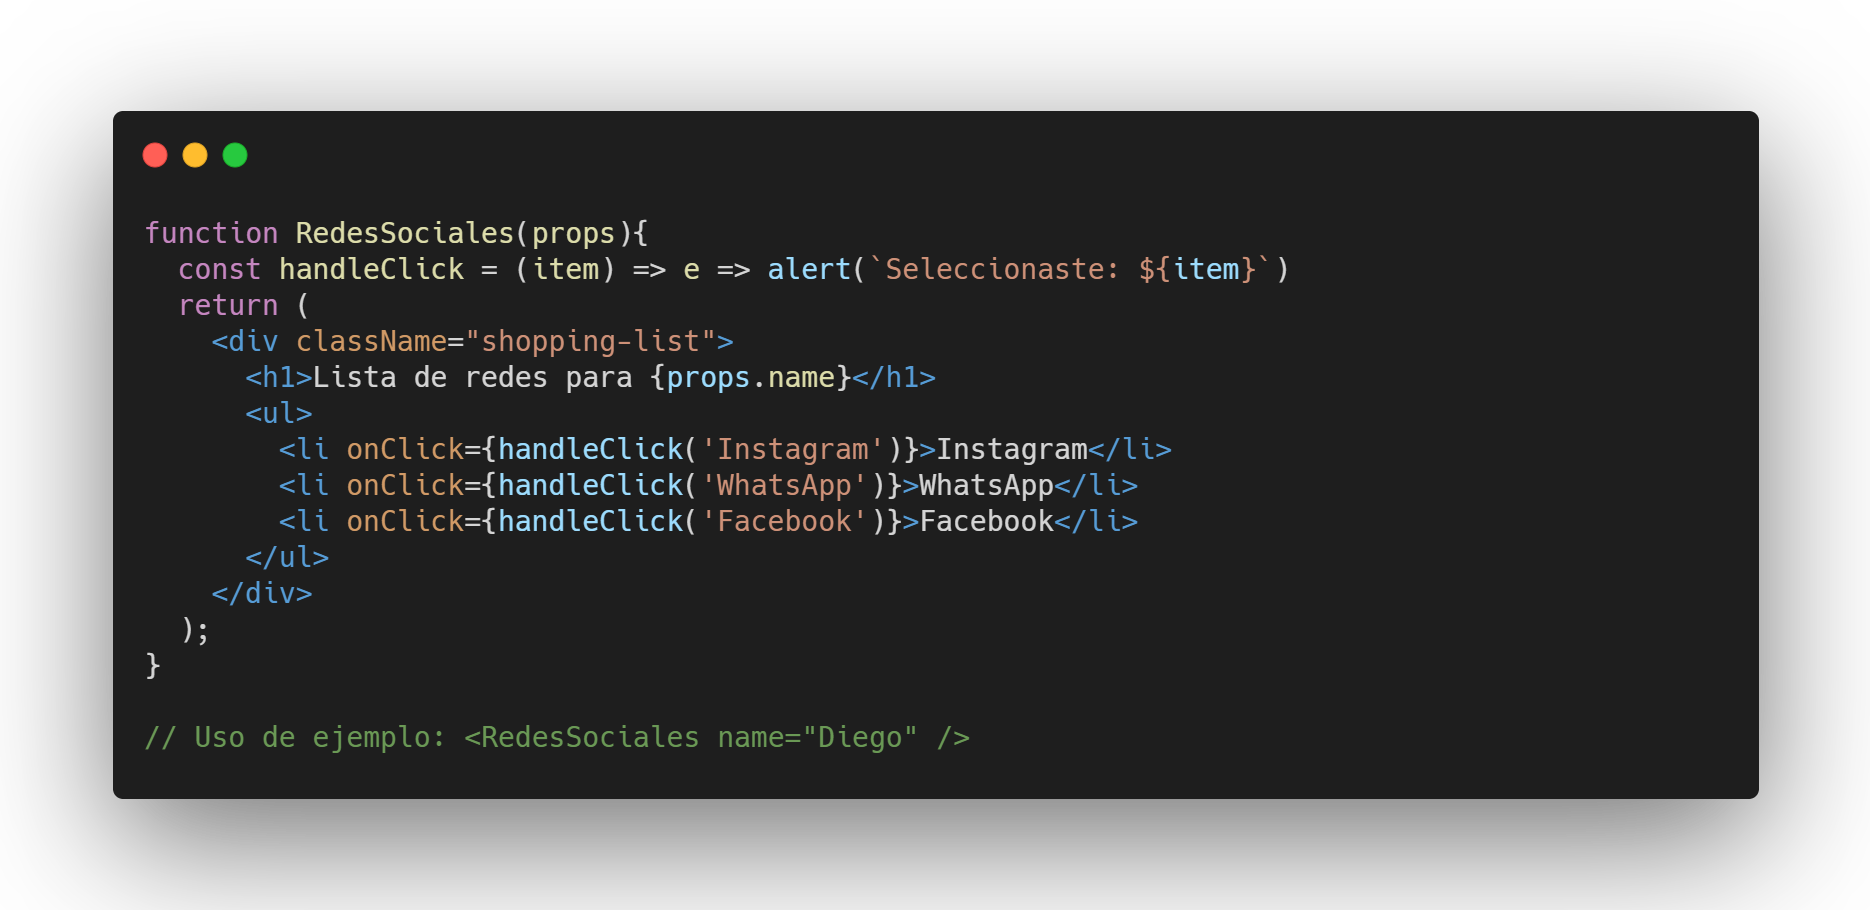 function RedesSociales(props){
  const handleClick = (item) => e => alert(`Seleccionaste: ${item}`)
  return (
    <div className="shopping-list">
      <h1>Lista de redes para {props.name}</h1>
      <ul>
        <li onClick={handleClick('Instagram')}>Instagram</li>
        <li onClick={handleClick('WhatsApp')}>WhatsApp</li>
        <li onClick={handleClick('Facebook')}>Facebook</li>
      </ul>
    </div>
  );
}

// Uso de ejemplo: <RedesSociales name="Diego" />